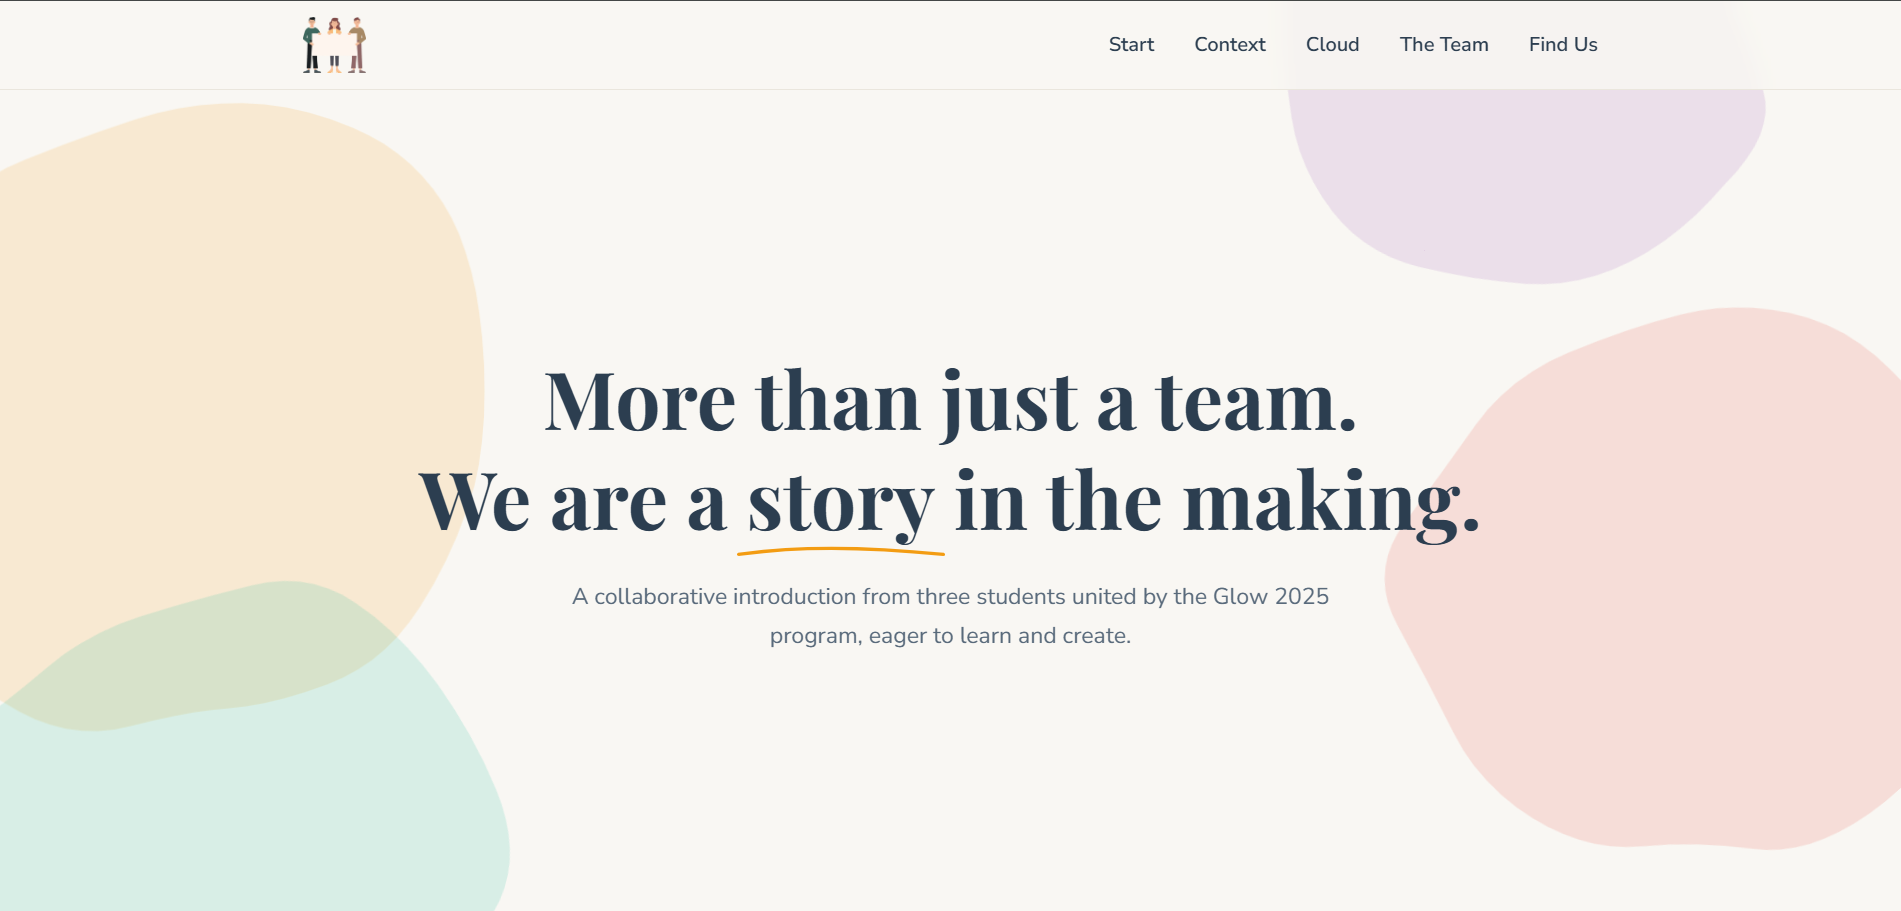 Start Context Cloud The Team Find Us
More than just a team.
We are a story in the making.
A collaborative introduction from three students united by the Glow 2025
program, eager to learn and create.